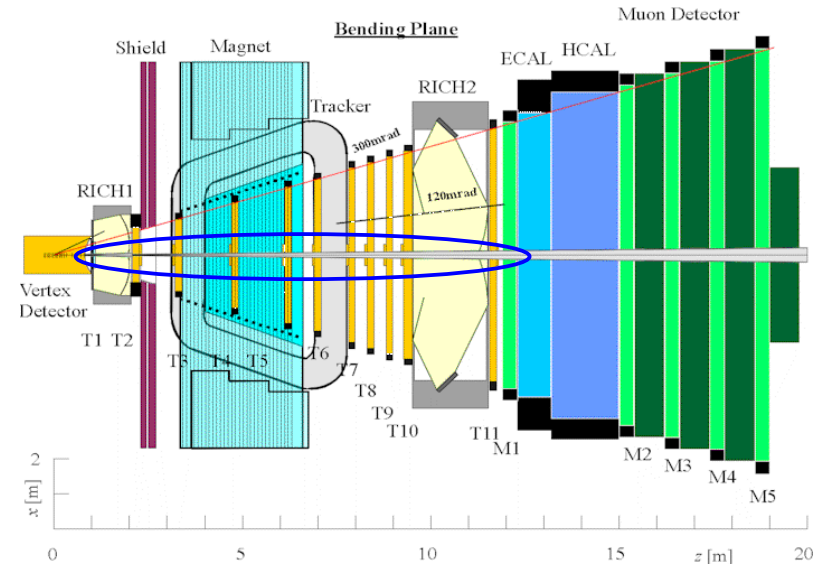 Muon Detector
Bending Plane
Shield
Magnet
ECAL
HCAL
RICH2
Tracker
300mrad
RICH1
120mrad
Vertex
Detector
T1
T2
T3
T4
T5
T6
T7
T8
T9
T10
T11
M1
M2
M3
M4
M5
2
x [m]
0
5
10
15
20
z [m]